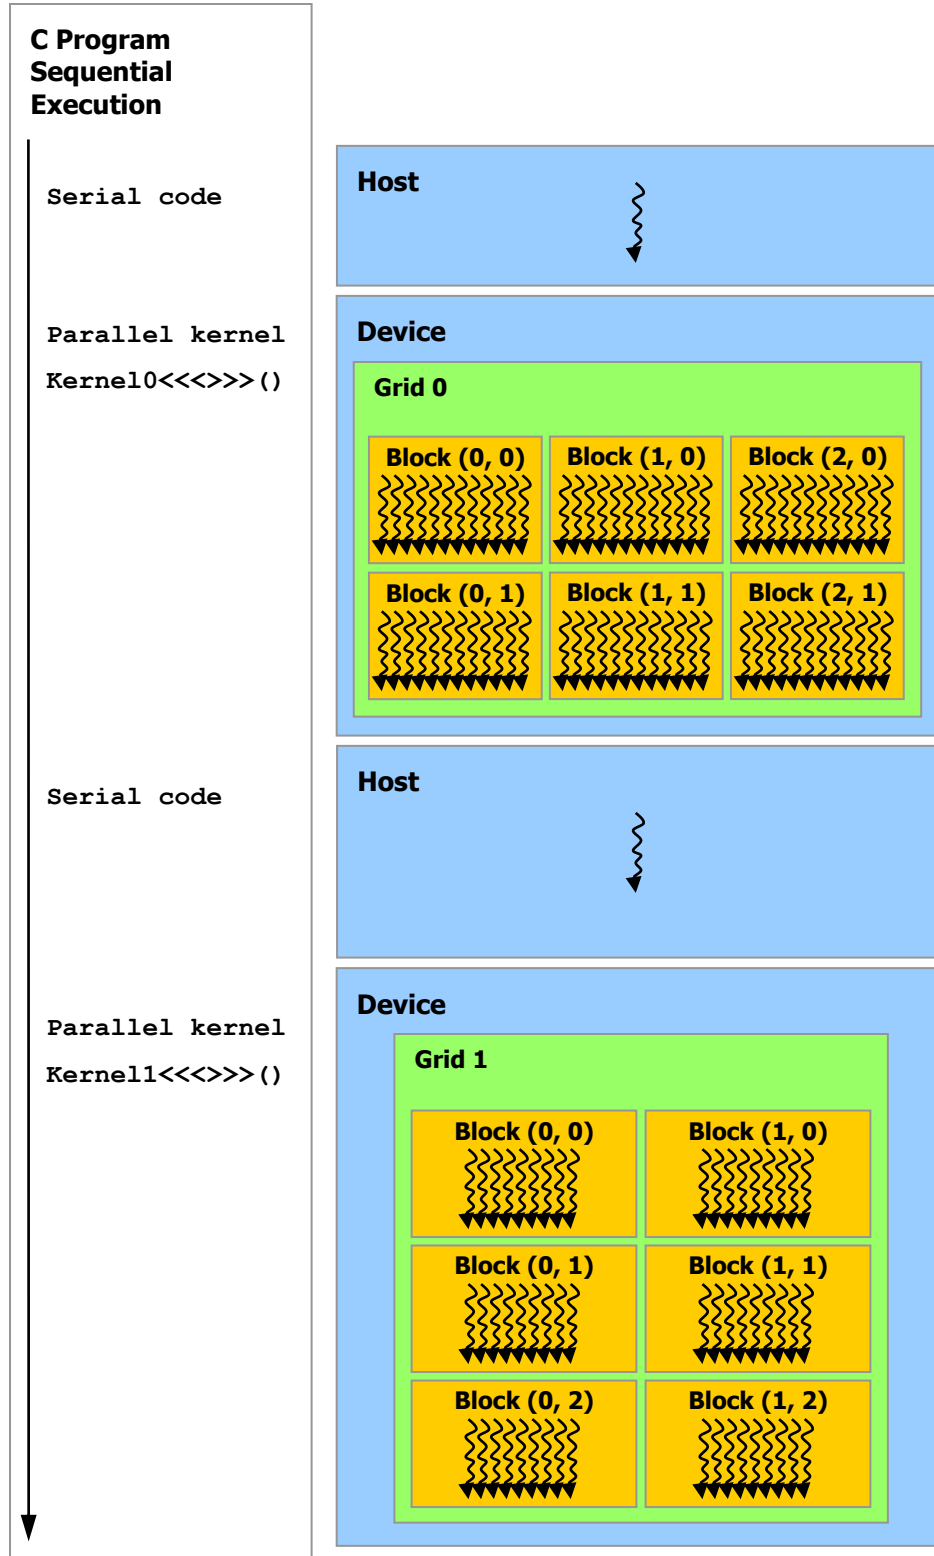 C Program
Sequential
Execution
Serial code
Host
Parallel kernel
Kernel0<<<>>>()
Device
Grid 0
Block (0, 0)
Block (1, 0)
Block (2, 0)
Block (0, 1)
Block (1, 1)
Block (2, 1)
Serial code
Host
Parallel kernel
Kernel1<<<>>>()
Device
Grid 1
Block (0, 0)
Block (1, 0)
Block (0, 1)
Block (1, 1)
Block (0, 2)
Block (1, 2)